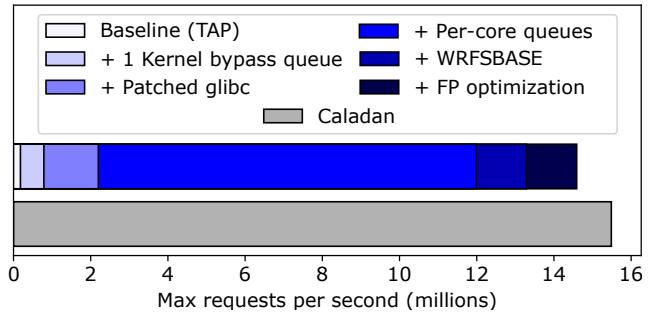 Baseline (TAP)
+ 1 Kernel bypass queue
+ Patched glibc
+ Per-core queues
+ WRFSBASE
+ FP optimization
Caladan
0 2 4 6 8 10 12 14 16
Max requests per second (millions)